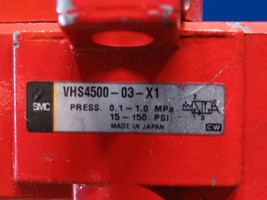 VHS4500-03-X1
SMC
PRESS. 0.1~1.0 MPa
15~150 PSI
MADE IN JAPAN
CW